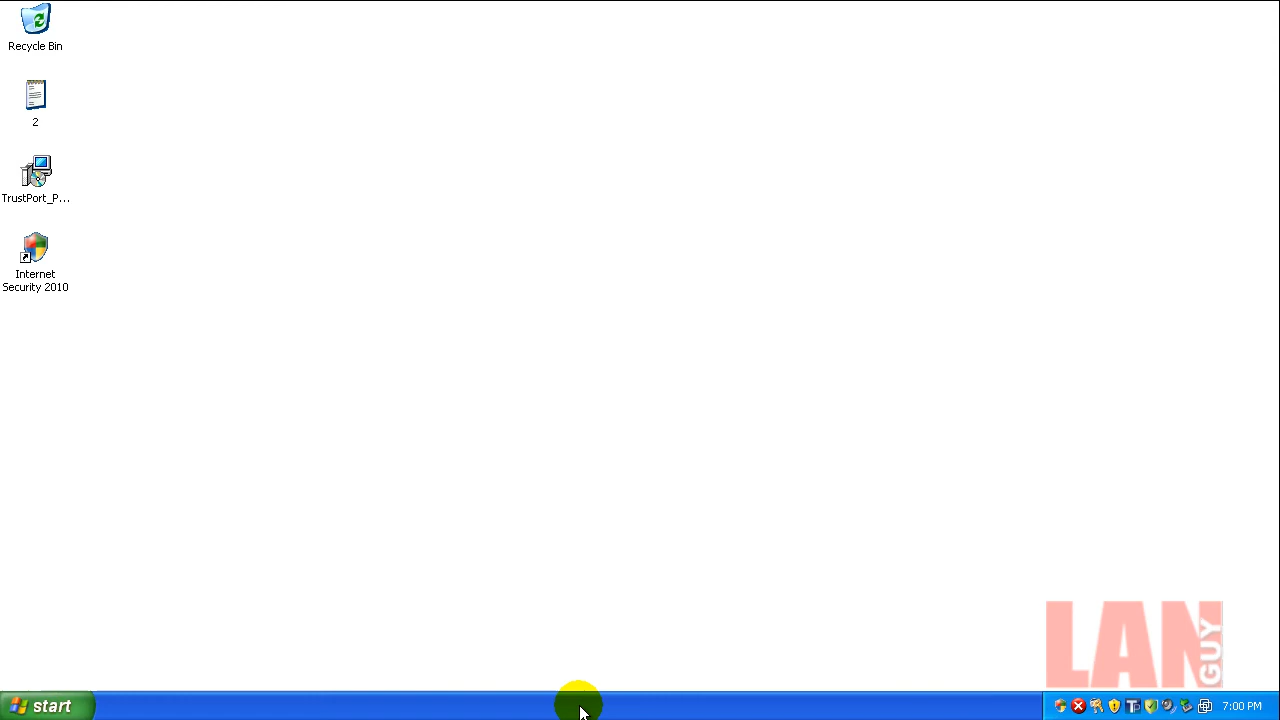 Recycle Bin
2
TrustPort_P...
Internet
Security 2010
LAN
GUY
start
7:00 PM